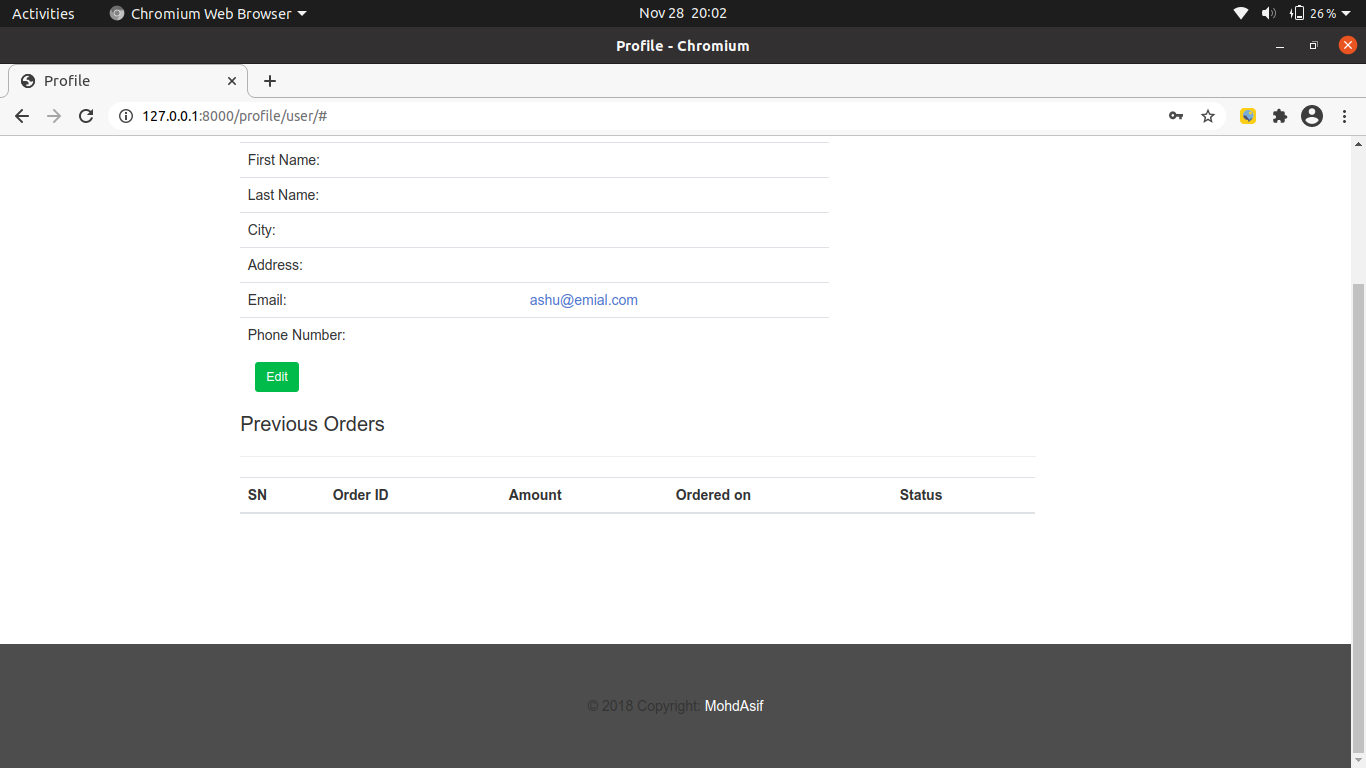 Activities Chromium Web Browser Nov 28 20:02 26 %
Profile - Chromium
Profile
127.0.0.1:8000/profile/user/#
First Name:
Last Name:
City:
Address:
Email: ashu@emial.com
Phone Number:
Edit
Previous Orders
SN Order ID Amount Ordered on Status
© 2018 Copyright: MohdAsif